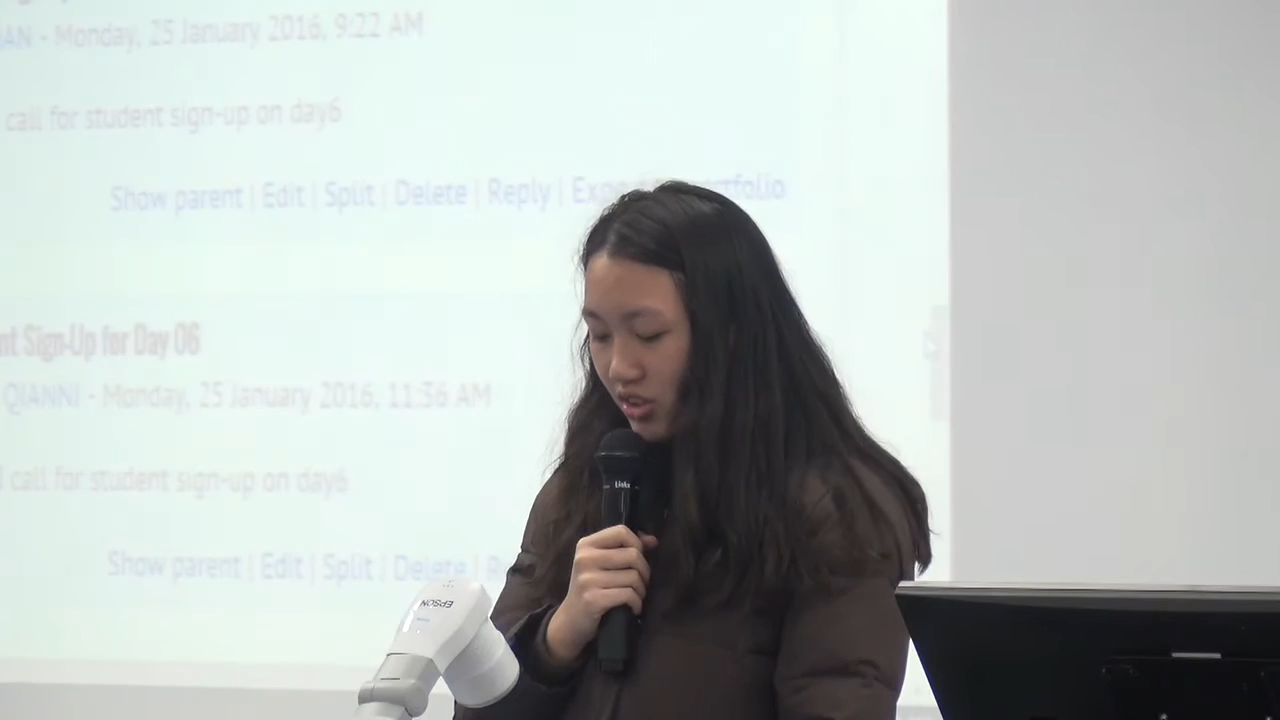 - Monday, 25 January 2016, 9:22 AM
call for student sign-up on day6
Show parent | Edit | Split | Delete | Reply |
Sign-Up for Day 06
QIANNI - Monday, 25 January 2016, 11:36 AM
call for student sign-up on day6
Show parent | Edit | Split | Delete |
EPSON